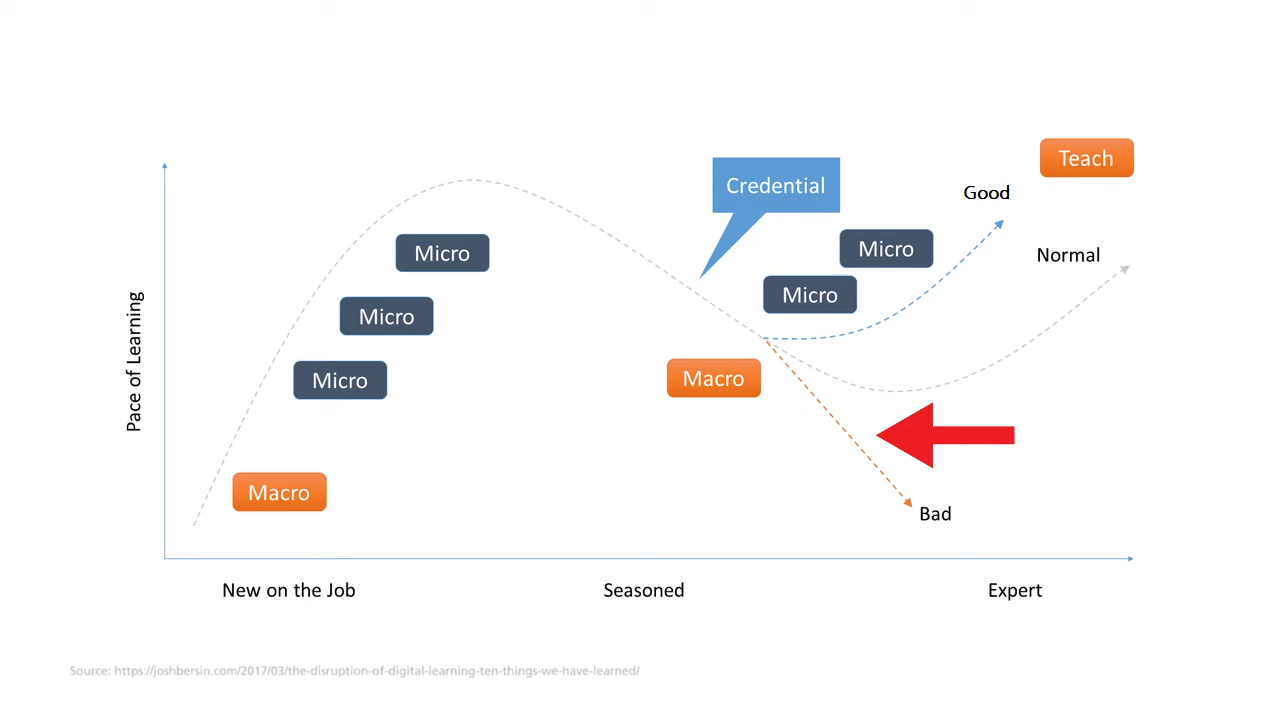 Teach
Credential
Good
Micro
Micro
Normal
Micro
Micro
Micro
Macro
Pace of Learning
Macro
Bad
New on the Job
Seasoned
Expert
Source: https://joshbersin.com/2017/03/the-disruption-of-digital-learning-ten-things-we-have-learned/